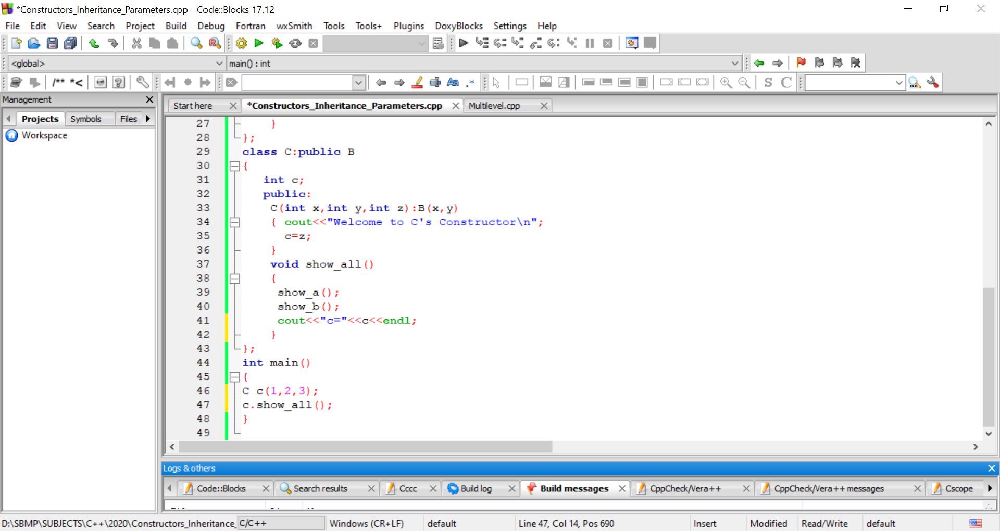 *Constructors_Inheritance_Parameters.cpp - Code::Blocks 17.12
File Edit View Search Project Build Debug Fortran wxSmith Tools Tools+ Plugins DoxyBlocks Settings Help
<global> main() : int
/** *<
S C
Management
Start here *Constructors_Inheritance_Parameters.cpp Multilevel.cpp
Projects Symbols Files
Workspace
27 }
28 };
29 class C:public B
30 {
31 int c;
32 public:
33 C(int x,int y,int z):B(x,y)
34 { cout<<"Welcome to C's Constructor\n";
35 c=z;
36 }
37 void show_all()
38 {
39 show_a();
40 show_b();
41 cout<<"c="<<c<<endl;
42 }
43 };
44 int main()
45 {
46 C c(1,2,3);
47 c.show_all();
48 }
49
Logs & others
Code::Blocks Search results Cccc Build log Build messages CppCheck/Vera++ CppCheck/Vera++ messages Cscope
D:\SBMP\SUBJECTS\C++\2020\Constructors_Inheritance_ C/C++ Windows (CR+LF) default Line 47, Col 14, Pos 690 Insert Modified Read/Write default